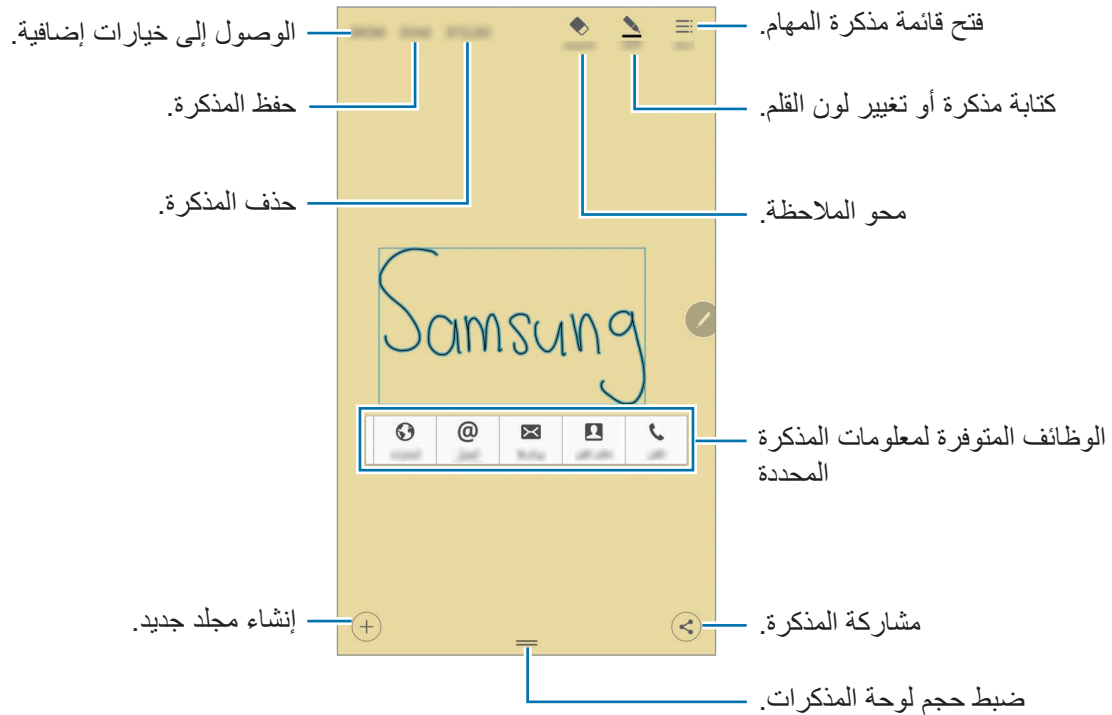 فتح قائمة مذكرة المهام.
الوصول إلى خيارات إضافية.
كتابة مذكرة أو تغيير لون القلم.
حفظ المذكرة.
محو الملاحظة.
حذف المذكرة.
Samsung
الوظائف المتوفرة لمعلومات المذكرة
المحددة
مشاركة المذكرة.
إنشاء مجلد جديد.
ضبط حجم لوحة المذكرات.